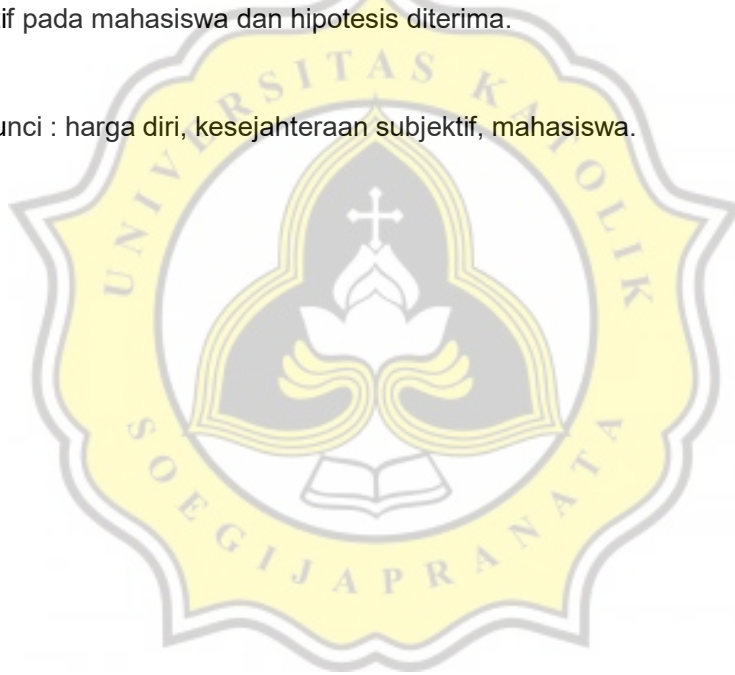 if pada mahasiswa dan hipotesis diterima.
unci : harga diri, kesejahteraan subjektif, mahasiswa.
UNIVERSITAS KATOLIK
SOEGIJAPRANATA